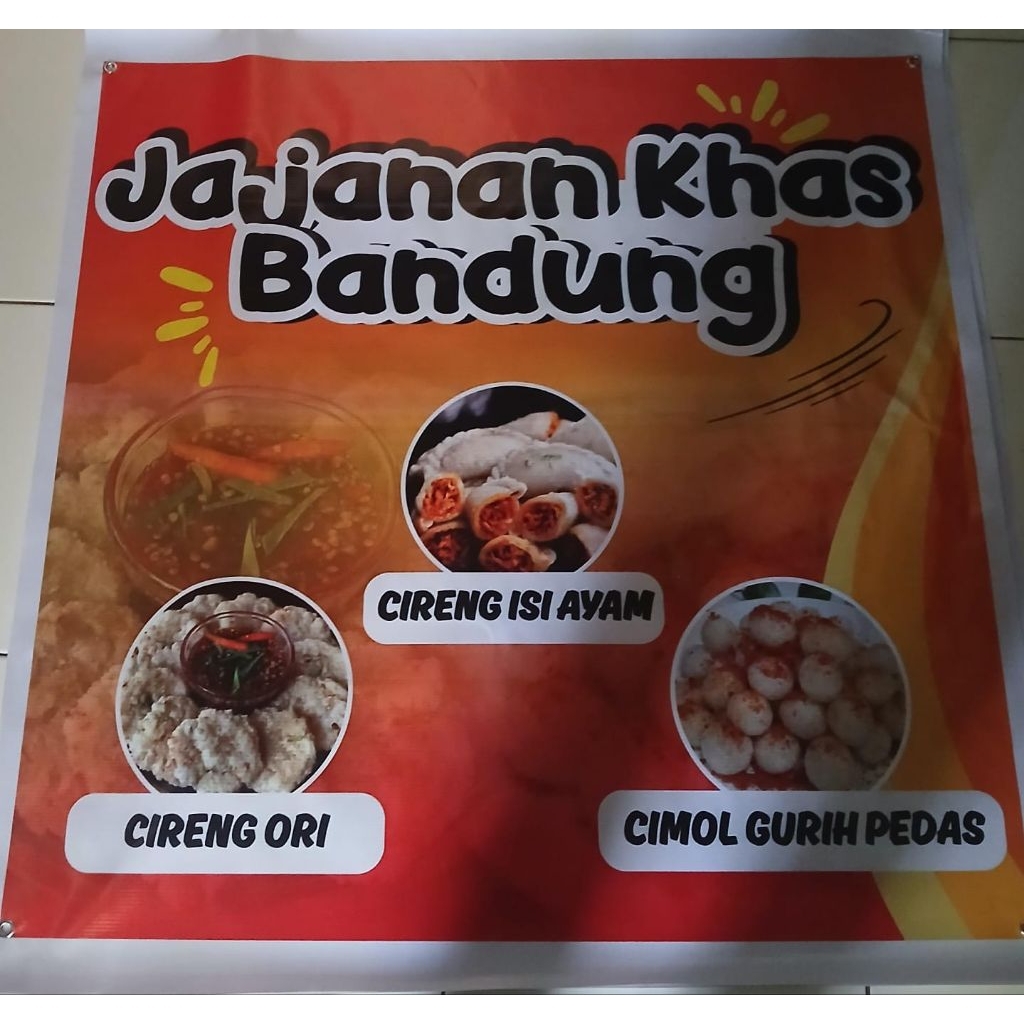 Jajanan Khas
Bandung
CIRENG ISI AYAM
CIRENG ORI
CIMOL GURIH PEDAS